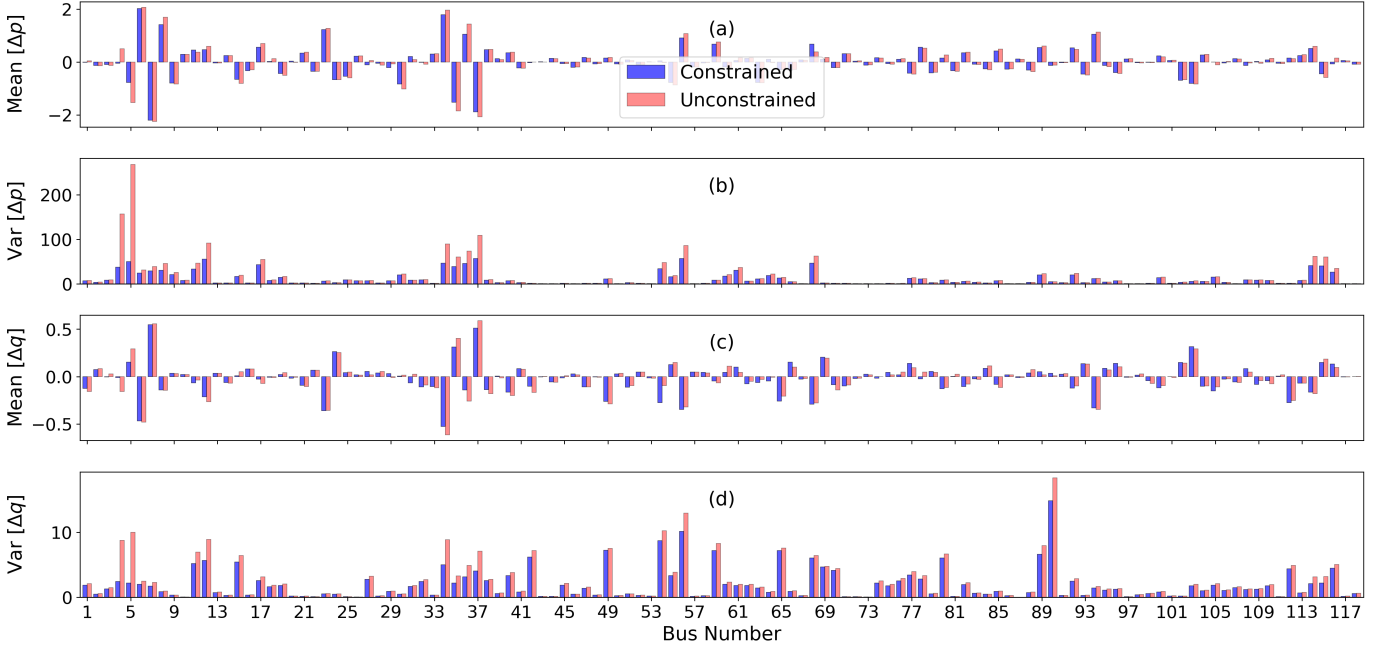 Mean [Δp]
2
0
−2
(a)
Constrained
Unconstrained
Var [Δp]
200
100
0
(b)
Mean [Δq]
0.5
0.0
−0.5
(c)
Var [Δq]
10
0
(d)
1 5 9 13 17 21 25 29 33 37 41 45 49 53 57 61 65 69 73 77 81 85 89 93 97 101 105 109 113 117
Bus Number